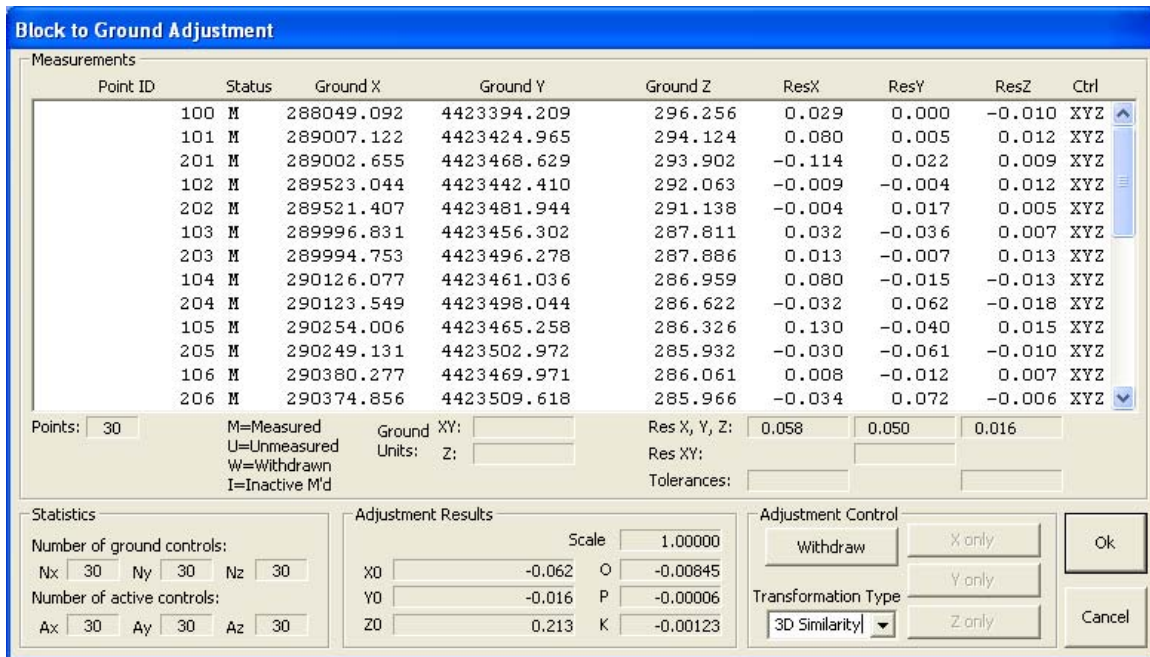 Block to Ground Adjustment
Measurements
Point ID Status Ground X Ground Y Ground Z ResX ResY ResZ Ctrl
100 M 288049.092 4423394.209 296.256 0.029 0.000 -0.010 XYZ
101 M 289007.122 4423424.965 294.124 0.080 0.005 0.012 XYZ
201 M 289002.655 4423468.629 293.902 -0.114 0.022 0.009 XYZ
102 M 289523.044 4423442.410 292.063 -0.009 -0.004 0.012 XYZ
202 M 289521.407 4423481.944 291.138 -0.004 0.017 0.005 XYZ
103 M 289996.831 4423456.302 287.811 0.032 -0.036 0.007 XYZ
203 M 289994.753 4423496.278 287.886 0.013 -0.007 0.013 XYZ
104 M 290126.077 4423461.036 286.959 0.080 -0.015 -0.013 XYZ
204 M 290123.549 4423498.044 286.622 -0.032 0.062 -0.018 XYZ
105 M 290254.006 4423465.258 286.326 0.130 -0.040 0.015 XYZ
205 M 290249.131 4423502.972 285.932 -0.030 -0.061 -0.010 XYZ
106 M 290380.277 4423469.971 286.061 0.008 -0.012 0.007 XYZ
206 M 290374.856 4423509.618 285.966 -0.034 0.072 -0.006 XYZ
Points: 30
M=Measured
U=Unmeasured
W=Withdrawn
I=Inactive M'd
Ground Units: XY:
Z:
Res X, Y, Z: 0.058 0.050 0.016
Res XY:
Tolerances:
Statistics
Number of ground controls:
Nx 30 Ny 30 Nz 30
Number of active controls:
Ax 30 Ay 30 Az 30
Adjustment Results
Scale 1.00000
X0 -0.062 O -0.00845
Y0 -0.016 P -0.00006
Z0 0.213 K -0.00123
Adjustment Control
Withdraw
X only
Y only
Transformation Type
3D Similarity
Z only
Ok
Cancel